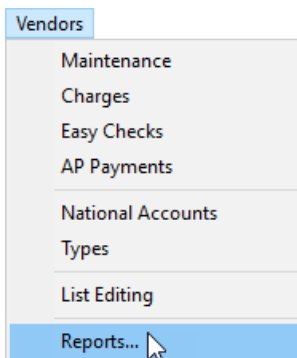 Vendors
Maintenance
Charges
Easy Checks
AP Payments
National Accounts
Types
List Editing
Reports...